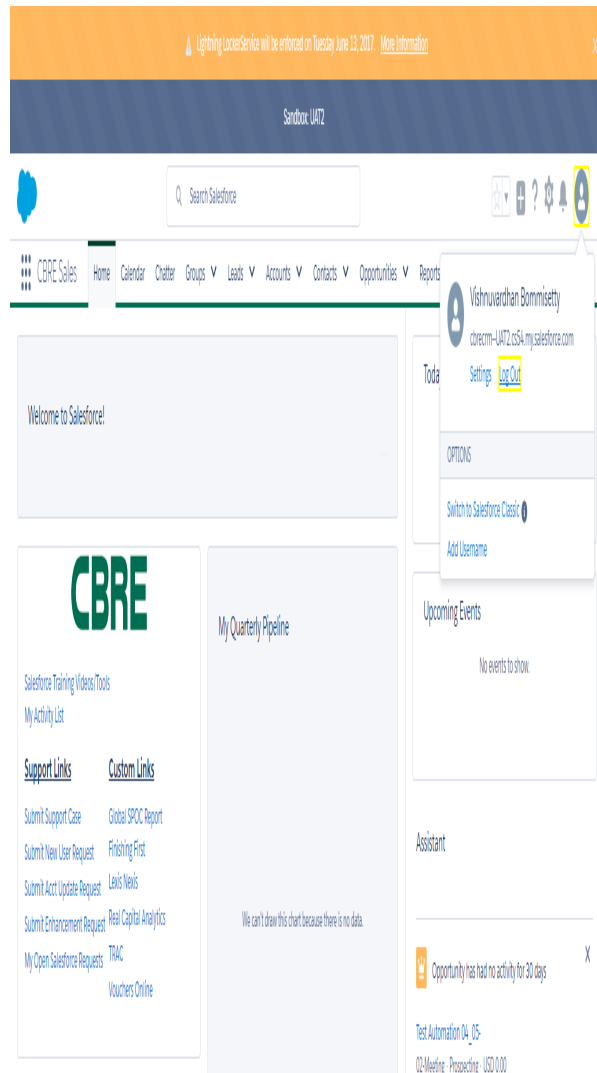 Lightning LockerService will be enforced on Tuesday June 13, 2017. More Information X
Sandbox: UAT2
Search Salesforce
CBRE Sales Home Calendar Chatter Groups Leads Accounts Contacts Opportunities Reports
Vishnuvardhan Bommisetty
cbrecrm--UAT2.cs54.my.salesforce.com
Settings Log Out
OPTIONS
Switch to Salesforce Classic
Add Username
Welcome to Salesforce!
Toda
CBRE
Salesforce Training Videos/Tools
My Activity List
Support Links
Submit Support Case
Submit New User Request
Submit Acct Update Request
Submit Enhancement Request
My Open Salesforce Requests
Custom Links
Global SPOC Report
Finishing First
Lexis Nexis
Real Capital Analytics
TRAC
Vouchers Online
My Quarterly Pipeline
We can't draw this chart because there is no data.
Upcoming Events
No events to show.
Assistant
Opportunity has had no activity for 30 days X
Test Automation 04_05-
02-Meeting - Prospecting - USD 0.00